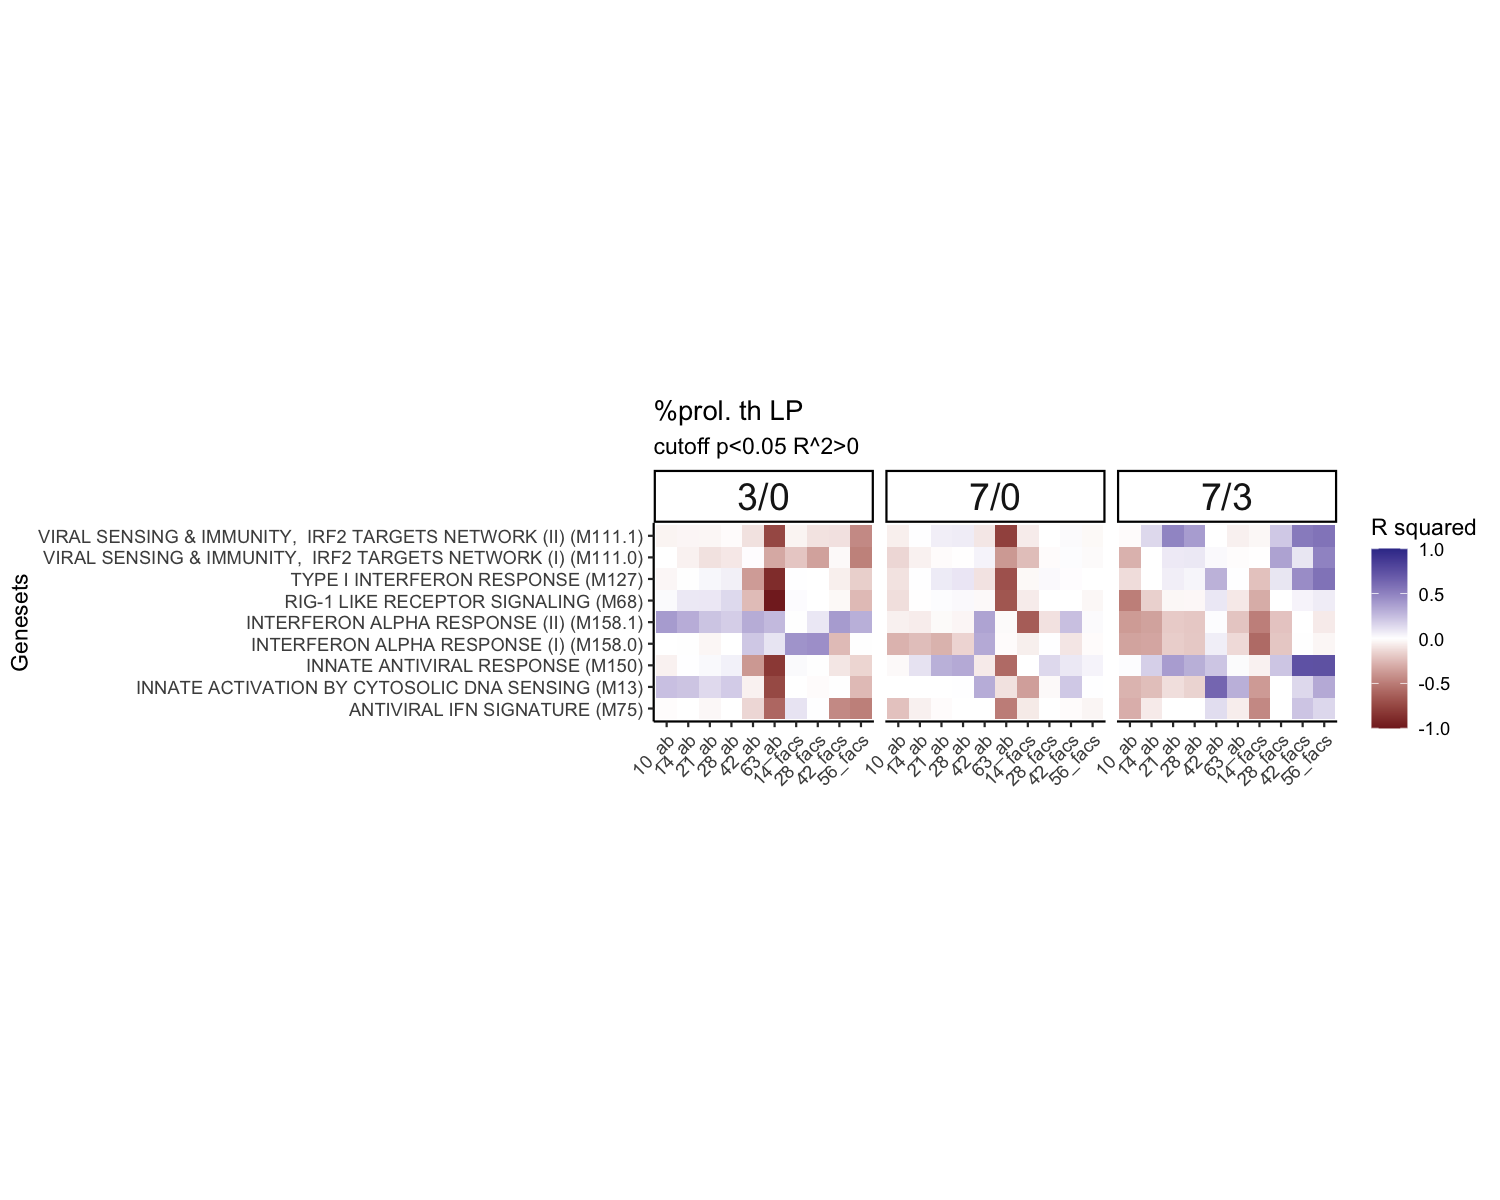 %prol. th LP
cutoff p<0.05 R^2>0
3/0 7/0 7/3
Genesets
VIRAL SENSING & IMMUNITY,  IRF2 TARGETS NETWORK (II) (M111.1)
VIRAL SENSING & IMMUNITY,  IRF2 TARGETS NETWORK (I) (M111.0)
TYPE I INTERFERON RESPONSE (M127)
RIG-1 LIKE RECEPTOR SIGNALING (M68)
INTERFERON ALPHA RESPONSE (II) (M158.1)
INTERFERON ALPHA RESPONSE (I) (M158.0)
INNATE ANTIVIRAL RESPONSE (M150)
INNATE ACTIVATION BY CYTOSOLIC DNA SENSING (M13)
ANTIVIRAL IFN SIGNATURE (M75)
10_ab 14_ab 21_ab 28_ab 42_ab 63_ab 14_facs 28_facs 42_facs 56_facs
10_ab 14_ab 21_ab 28_ab 42_ab 63_ab 14_facs 28_facs 42_facs 56_facs
10_ab 14_ab 21_ab 28_ab 42_ab 63_ab 14_facs 28_facs 42_facs 56_facs
R squared
1.0
0.5
0.0
-0.5
-1.0